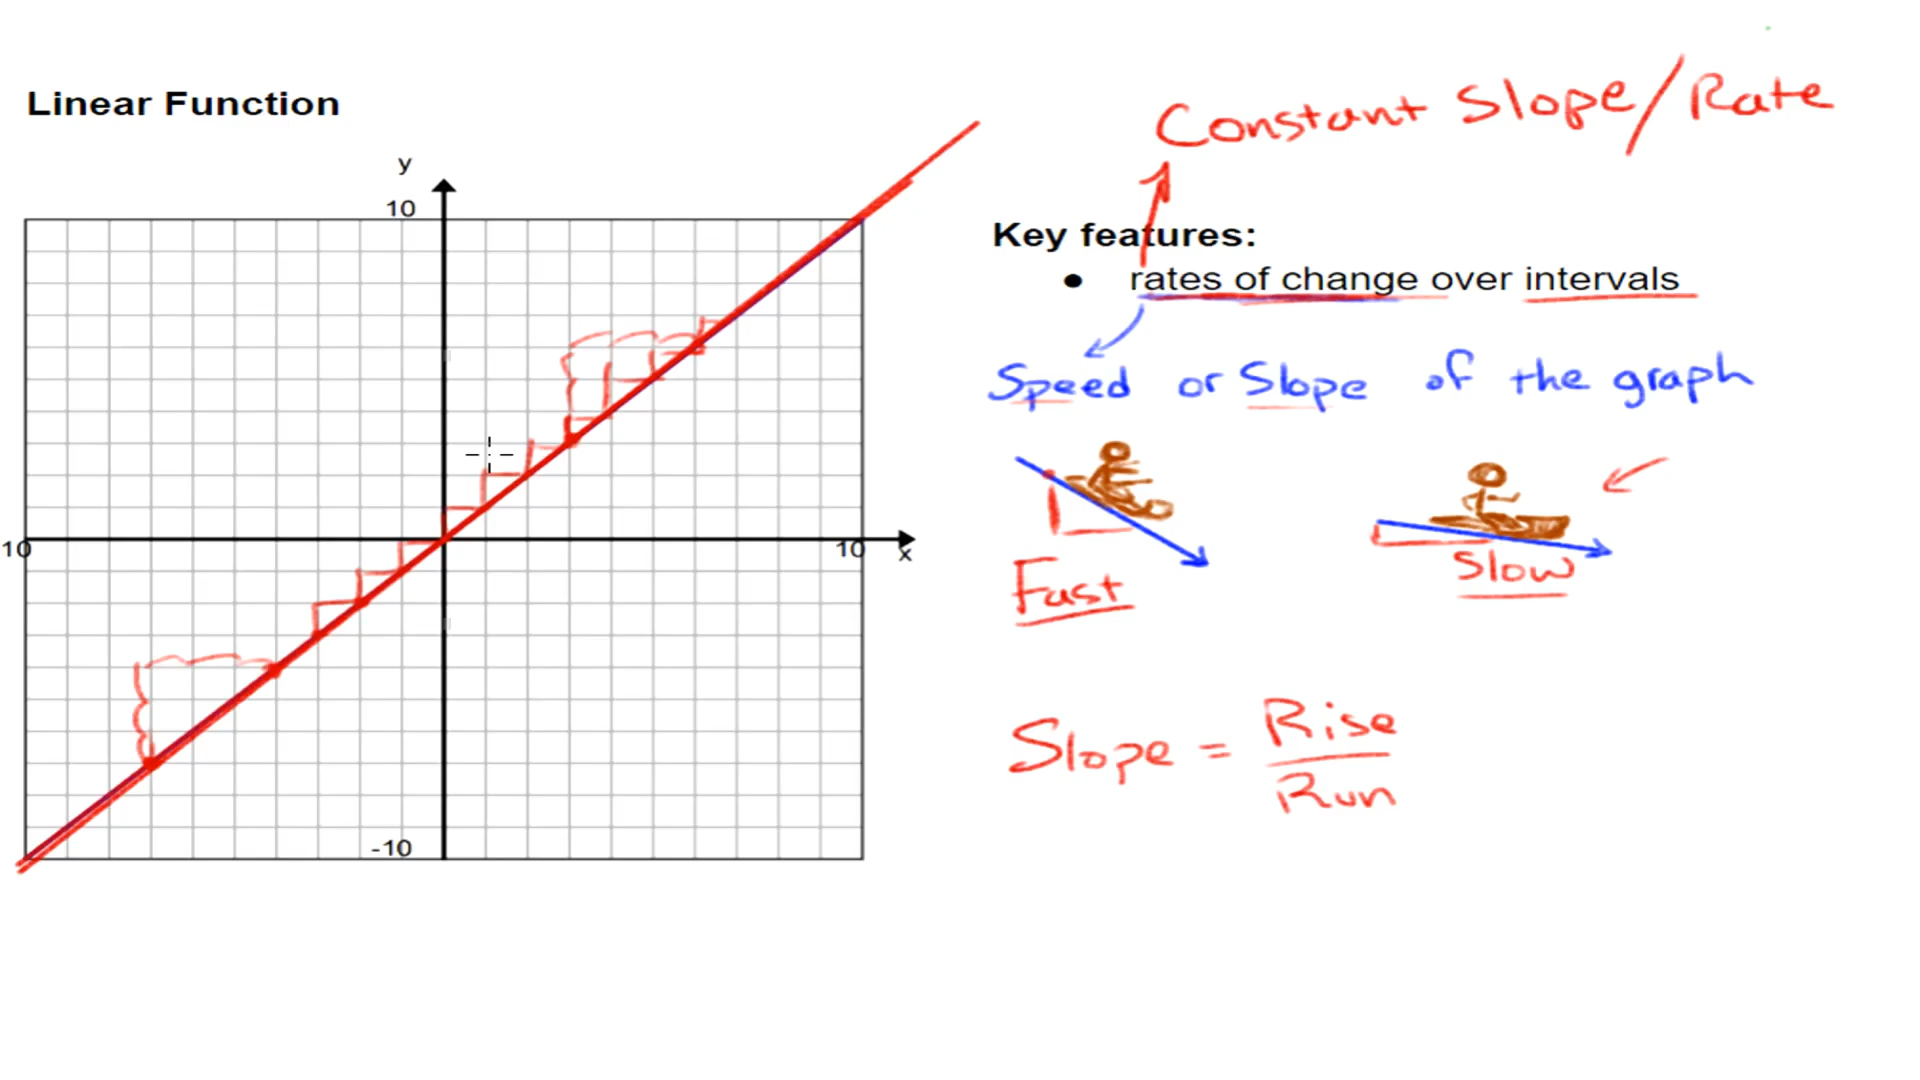 Constant Slope/Rate
Linear Function
y
10
Key features:
● rates of change over intervals
Speed or Slope of the graph
10
10
x
Fast
Slow
Slope = Rise
Run
-10